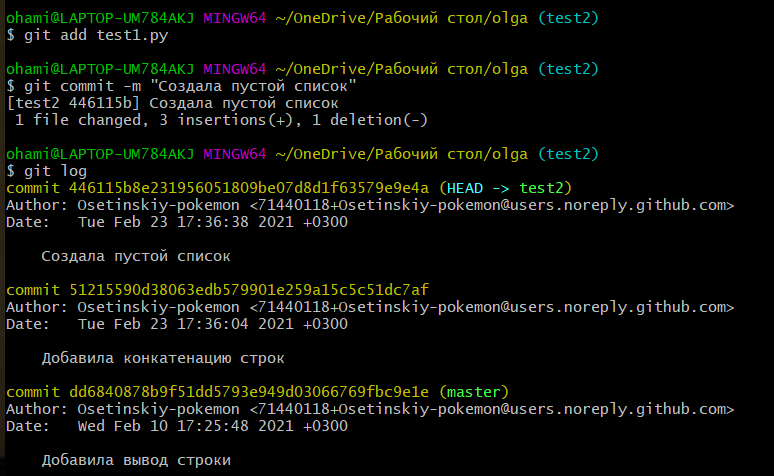 ohami@LAPTOP-UM784AKJ MINGW64 ~/OneDrive/Рабочий стол/olga (test2)
$ git add test1.py
ohami@LAPTOP-UM784AKJ MINGW64 ~/OneDrive/Рабочий стол/olga (test2)
$ git commit -m "Создала пустой список"
[test2 446115b] Создала пустой список
1 file changed, 3 insertions(+), 1 deletion(-)
ohami@LAPTOP-UM784AKJ MINGW64 ~/OneDrive/Рабочий стол/olga (test2)
$ git log
commit 446115b8e231956051809be07d8d1f63579e9e4a (HEAD -> test2)
Author: Osetinskiy-pokemon <71440118+Osetinskiy-pokemon@users.noreply.github.com>
Date:   Tue Feb 23 17:36:38 2021 +0300
Создала пустой список
commit 51215590d38063edb579901e259a15c5c51dc7af
Author: Osetinskiy-pokemon <71440118+Osetinskiy-pokemon@users.noreply.github.com>
Date:   Tue Feb 23 17:36:04 2021 +0300
Добавила конкатенацию строк
commit dd6840878b9f51dd5793e949d03066769fbc9e1e (master)
Author: Osetinskiy-pokemon <71440118+Osetinskiy-pokemon@users.noreply.github.com>
Date:   Wed Feb 10 17:25:48 2021 +0300
Добавила вывод строки